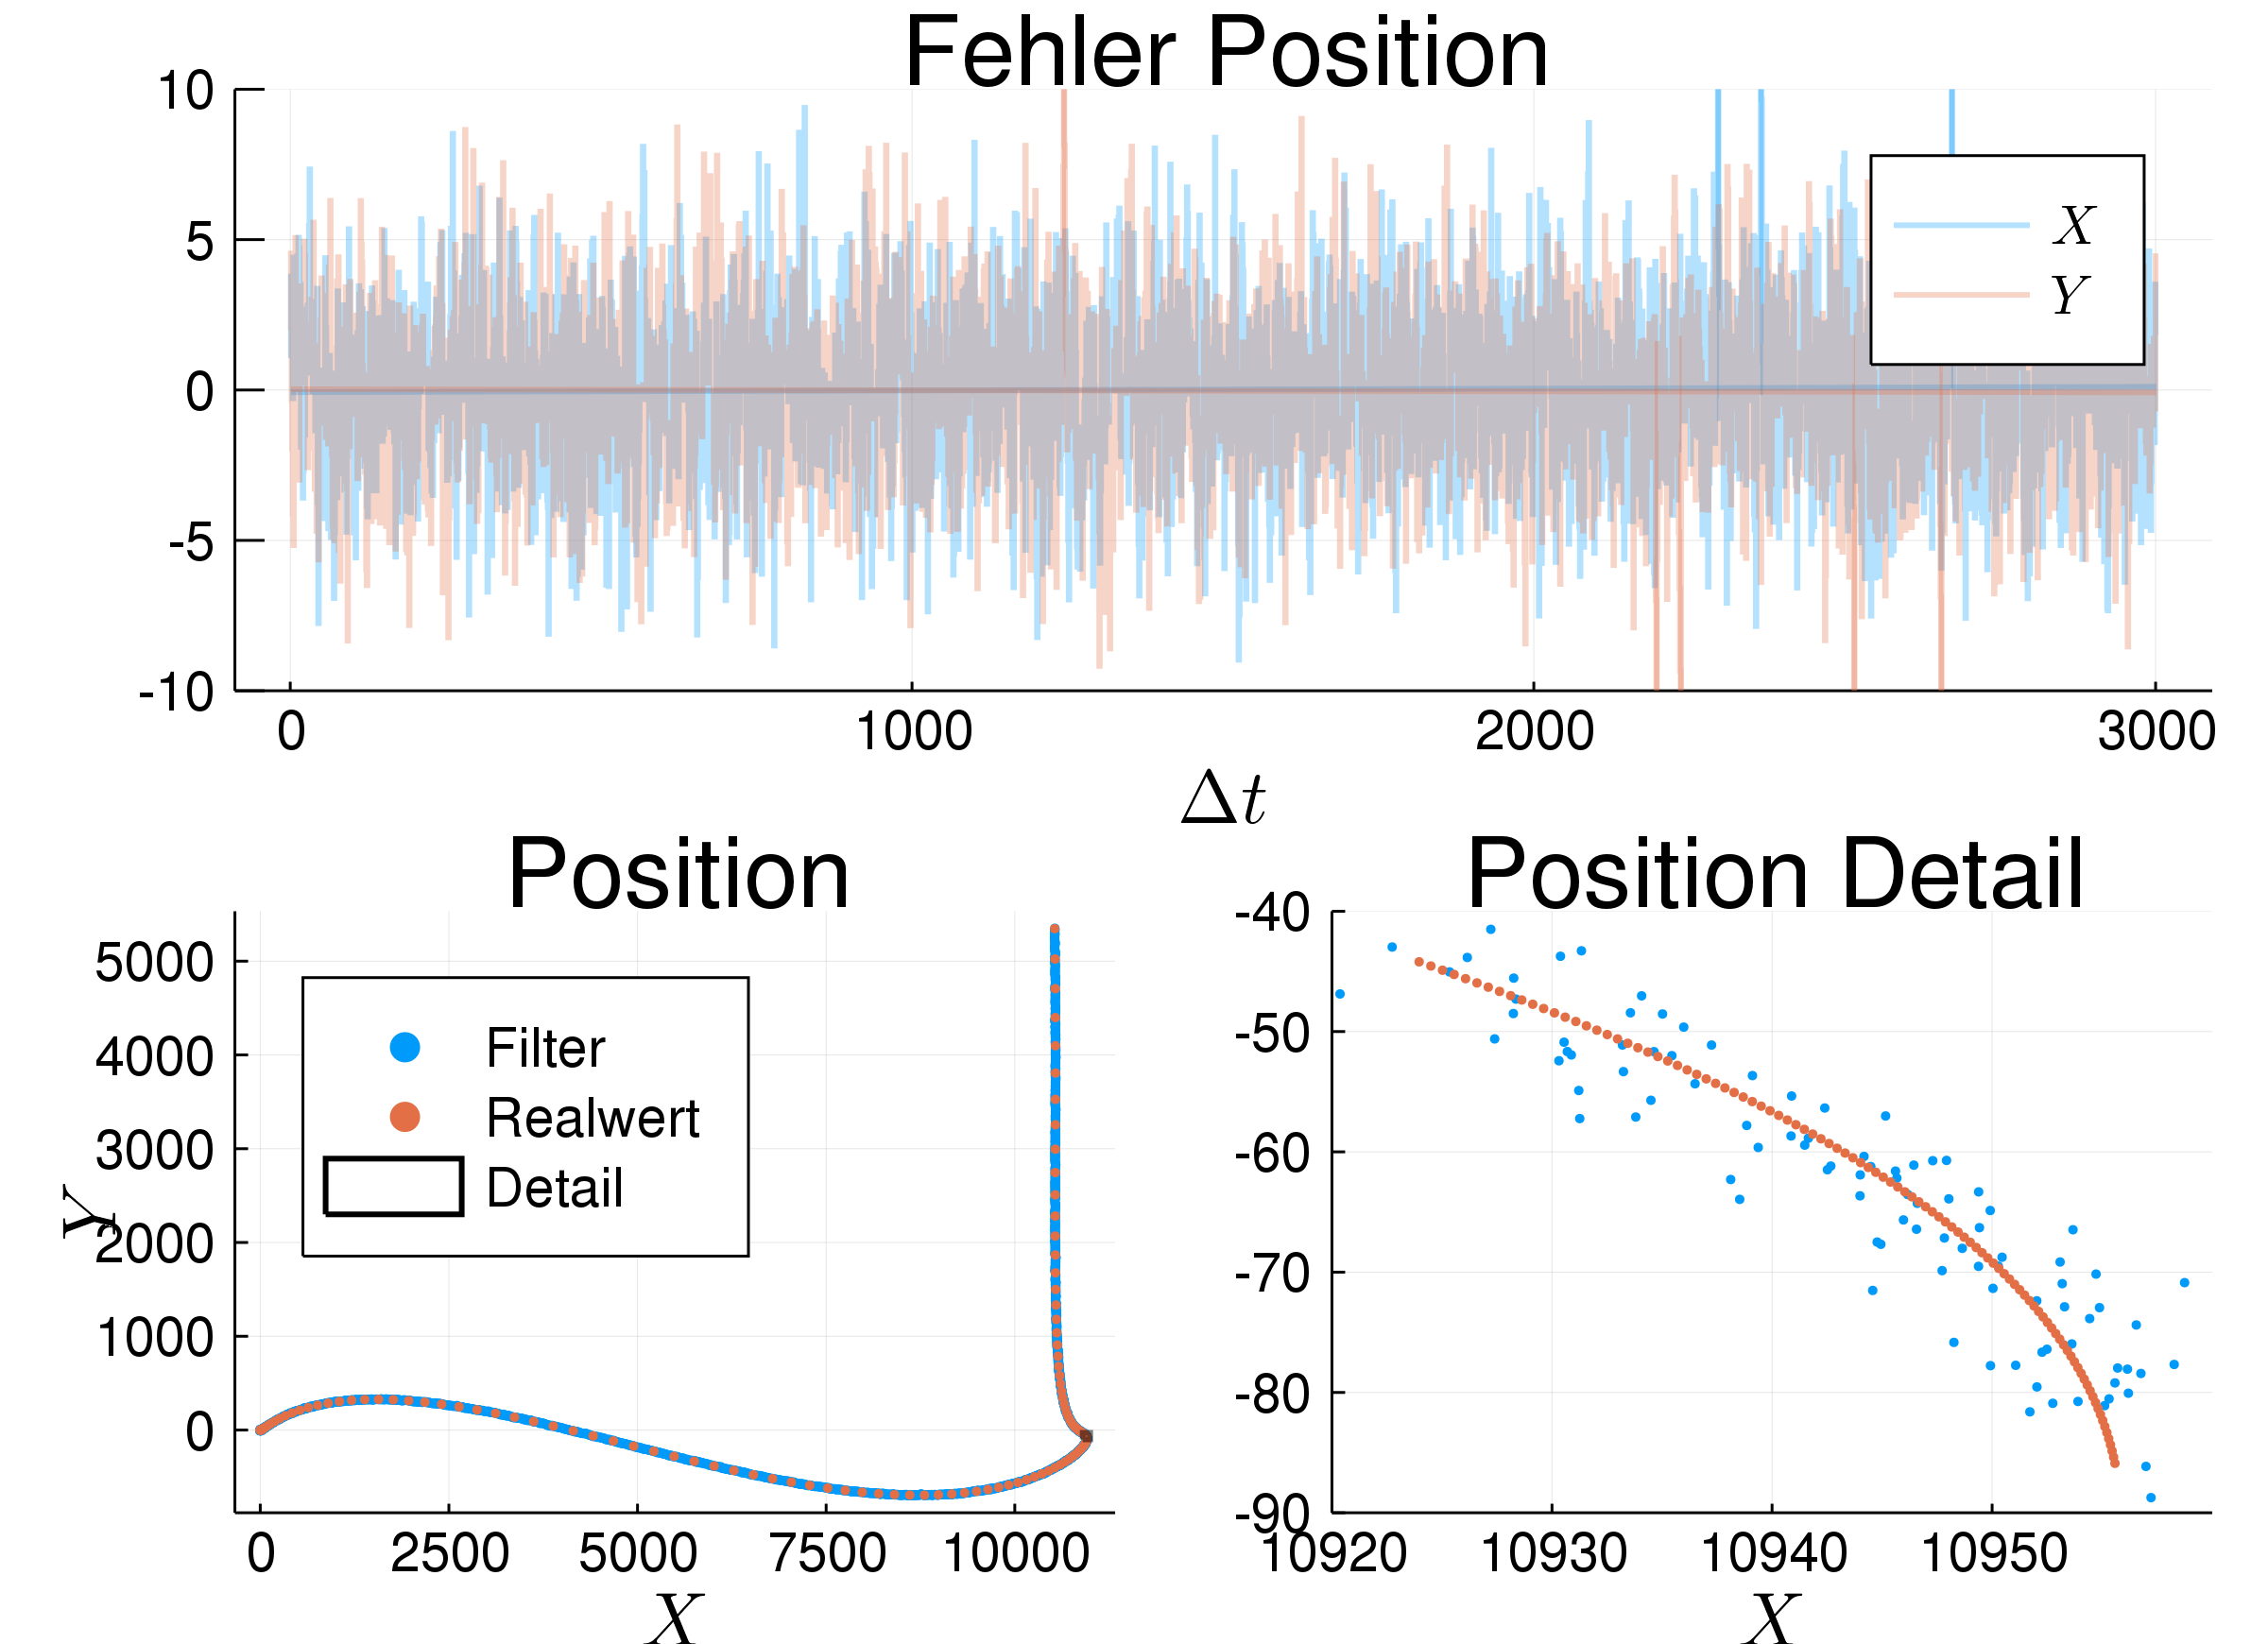 Fehler Position
10
5
0
-5
-10
X
Y
0 1000 2000 3000
Δt
Position
5000
4000
3000
2000
1000
0
Y
Filter
Realwert
Detail
0 2500 5000 7500 10000
X
Position Detail
-40
-50
-60
-70
-80
-90
10920 10930 10940 10950
X